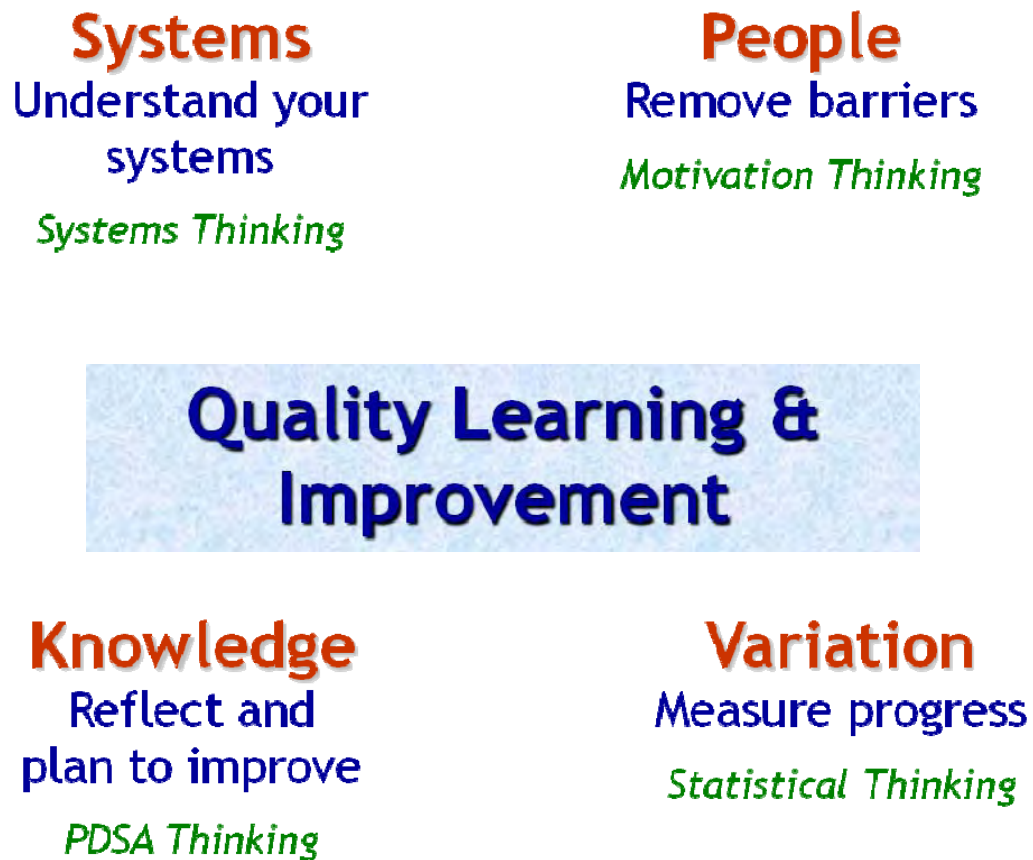 Systems
Understand your
systems
Systems Thinking
People
Remove barriers
Motivation Thinking
Quality Learning &
Improvement
Knowledge
Reflect and
plan to improve
PDSA Thinking
Variation
Measure progress
Statistical Thinking